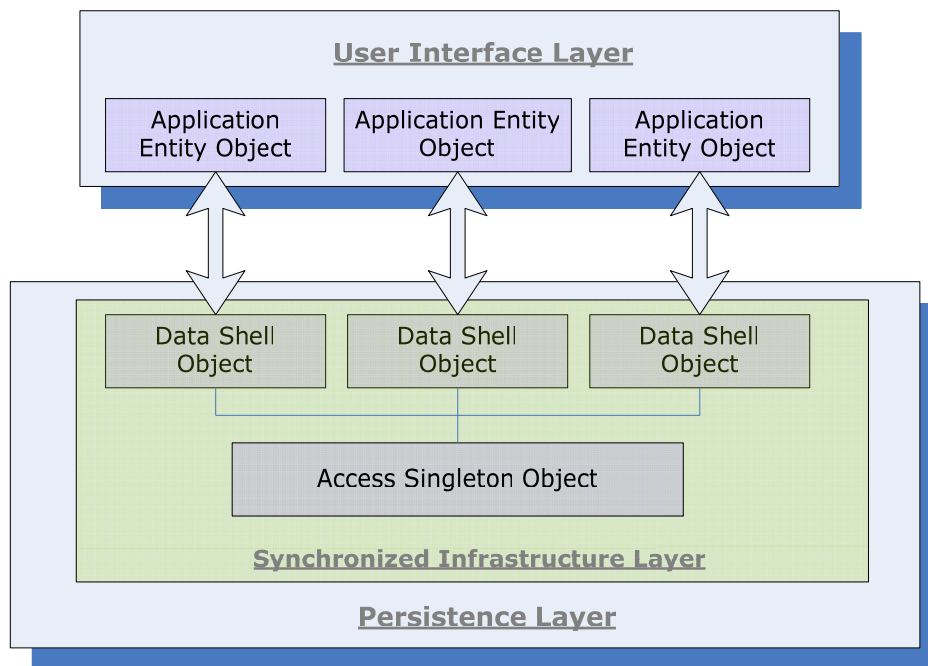 User Interface Layer
Application
Entity Object
Application Entity
Object
Application
Entity Object
Data Shell
Object
Data Shell
Object
Data Shell
Object
Access Singleton Object
Synchronized Infrastructure Layer
Persistence Layer